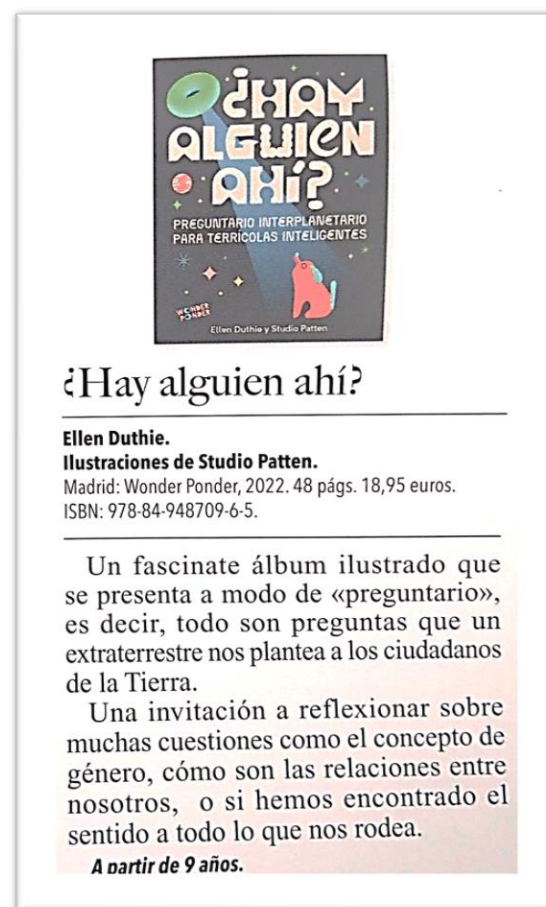 ¿HAY
ALGUIEN
AHÍ?
PREGUNTARIO INTERPLANETARIO
PARA TERRÍCOLAS INTELIGENTES
WONDER
PONDER
Ellen Duthie y Studio Patten
¿Hay alguien ahí?
Ellen Duthie.
Ilustraciones de Studio Patten.
Madrid: Wonder Ponder, 2022. 48 págs. 18,95 euros.
ISBN: 978-84-948709-6-5.
Un fascinate álbum ilustrado que
se presenta a modo de «preguntario»,
es decir, todo son preguntas que un
extraterrestre nos plantea a los ciudadanos
de la Tierra.
Una invitación a reflexionar sobre
muchas cuestiones como el concepto de
género, cómo son las relaciones entre
nosotros, o si hemos encontrado el
sentido a todo lo que nos rodea.
A partir de 9 años.